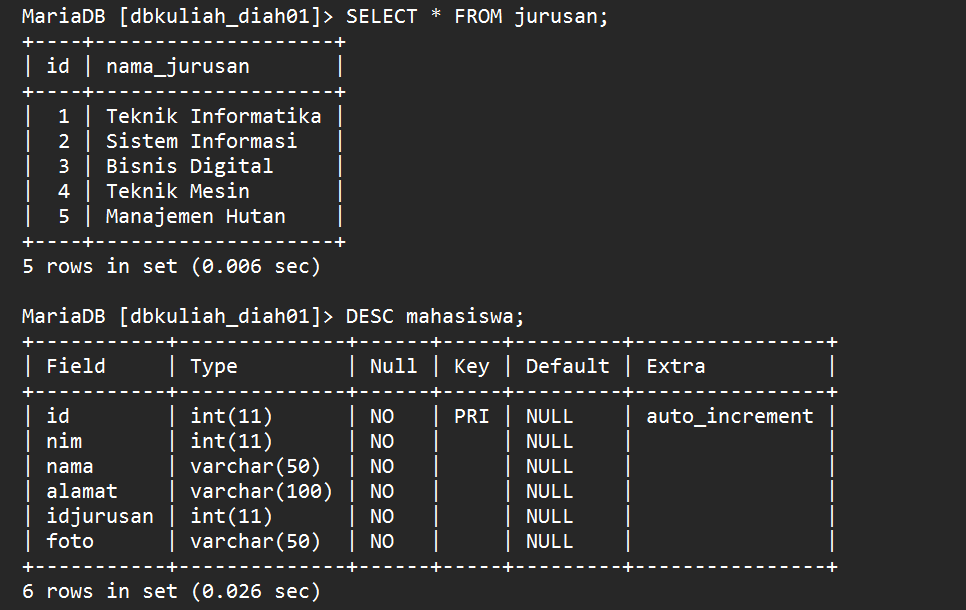 MariaDB [dbkuliah_diah01]> SELECT * FROM jurusan;
+----+--------------------+
| id | nama_jurusan       |
+----+--------------------+
|  1 | Teknik Informatika |
|  2 | Sistem Informasi   |
|  3 | Bisnis Digital     |
|  4 | Teknik Mesin       |
|  5 | Manajemen Hutan    |
+----+--------------------+
5 rows in set (0.006 sec)

MariaDB [dbkuliah_diah01]> DESC mahasiswa;
+-----------+--------------+------+-----+---------+----------------+
| Field     | Type         | Null | Key | Default | Extra          |
+-----------+--------------+------+-----+---------+----------------+
| id        | int(11)      | NO   | PRI | NULL    | auto_increment |
| nim       | int(11)      | NO   |     | NULL    |                |
| nama      | varchar(50)  | NO   |     | NULL    |                |
| alamat    | varchar(100) | NO   |     | NULL    |                |
| idjurusan | int(11)      | NO   |     | NULL    |                |
| foto      | varchar(50)  | NO   |     | NULL    |                |
+-----------+--------------+------+-----+---------+----------------+
6 rows in set (0.026 sec)